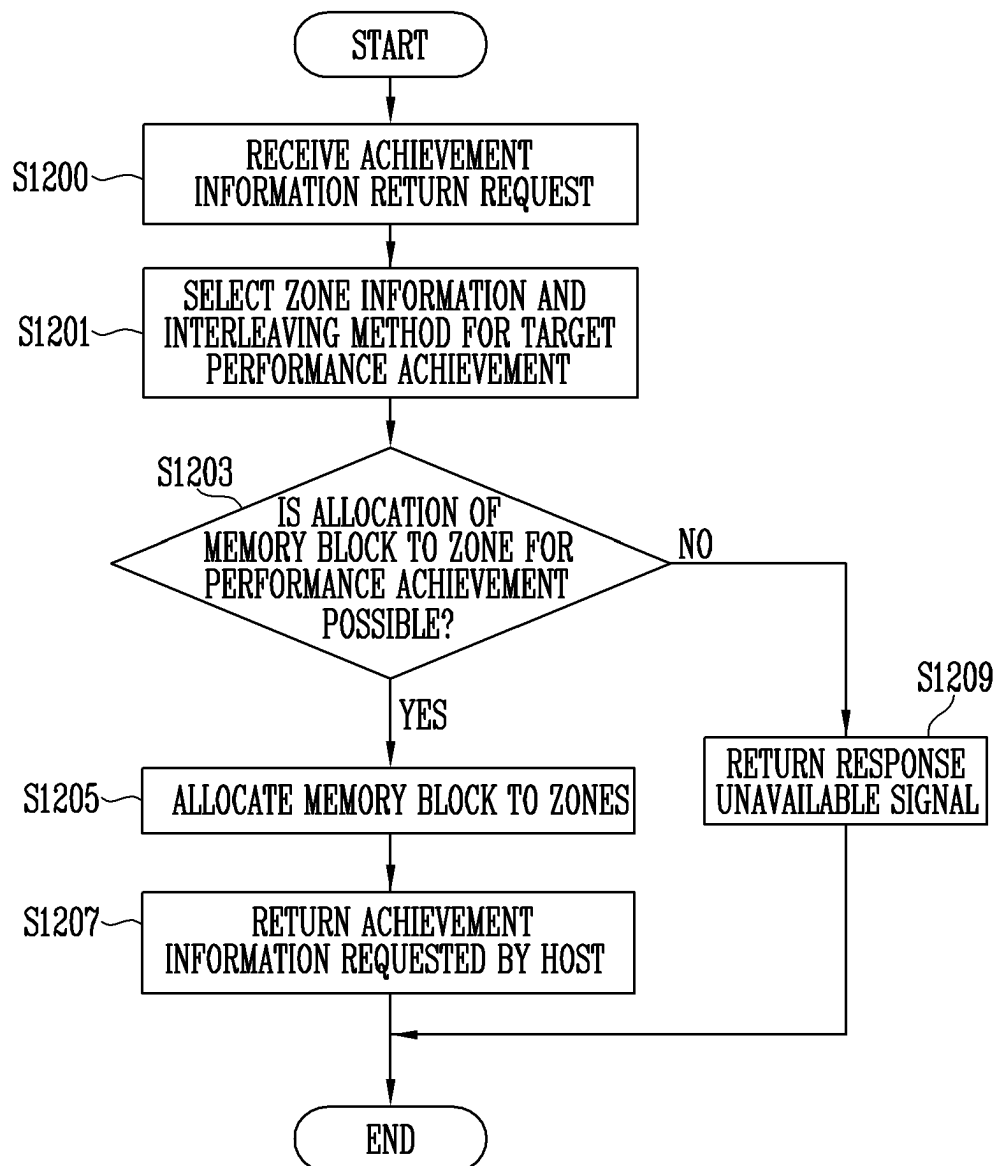 START
S1200
RECEIVE ACHIEVEMENT
INFORMATION RETURN REQUEST
S1201
SELECT ZONE INFORMATION AND
INTERLEAVING METHOD FOR TARGET
PERFORMANCE ACHIEVEMENT
S1203
IS ALLOCATION OF
MEMORY BLOCK TO ZONE FOR
PERFORMANCE ACHIEVEMENT
POSSIBLE?
NO
YES
S1209
RETURN RESPONSE
UNAVAILABLE SIGNAL
S1205
ALLOCATE MEMORY BLOCK TO ZONES
S1207
RETURN ACHIEVEMENT
INFORMATION REQUESTED BY HOST
END